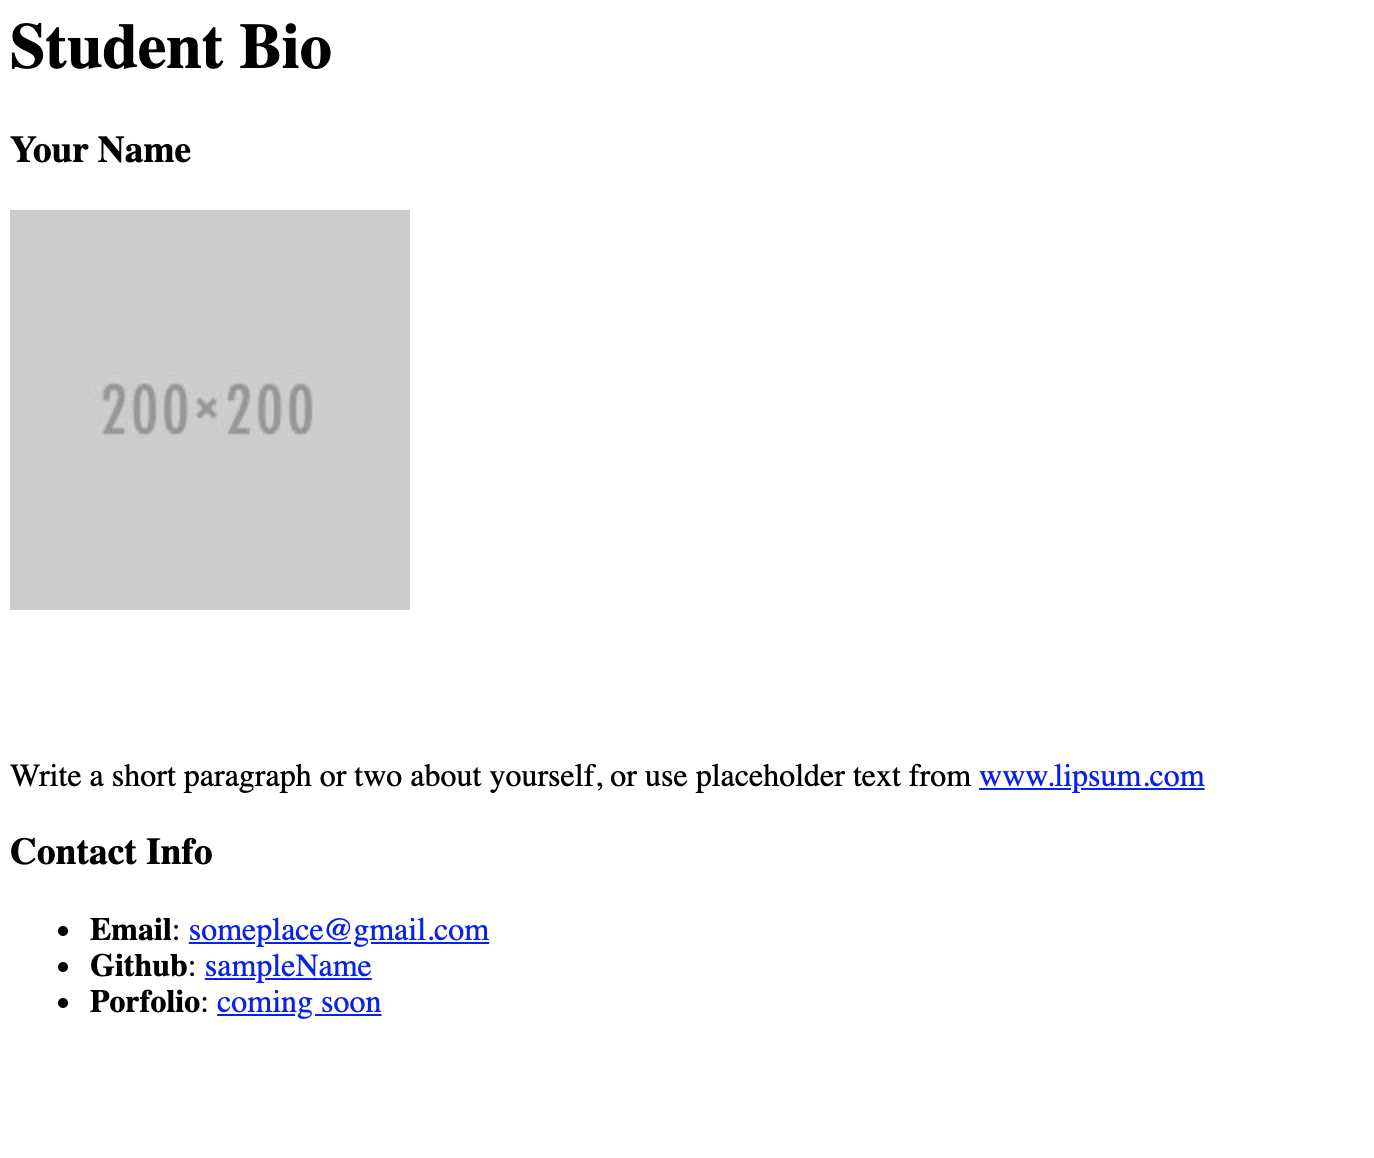 Student Bio
Your Name
200×200
Write a short paragraph or two about yourself, or use placeholder text from www.lipsum.com
Contact Info
Email: someplace@gmail.com
Github: sampleName
Porfolio: coming soon